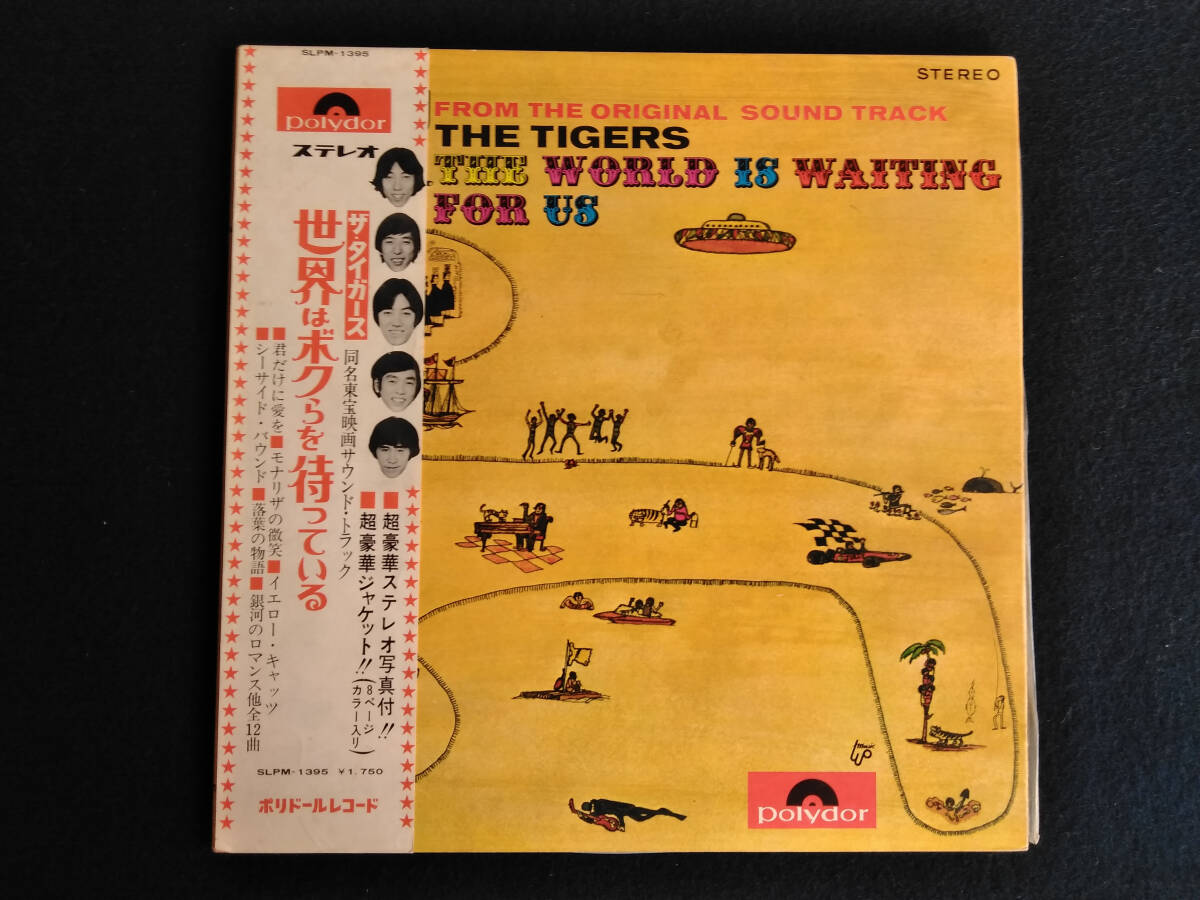 SLPM-1395
polydor
ステレオ
ザ・タイガース
世界はボクらを待っている
同名東宝映画サウンド・トラック
■超豪華ステレオ写真付!!
■超豪華ジャケット!!(8ページカラー入り)
■君だけに愛を■モナリザの微笑■イエロー・キャッツ
■シーサイド・バウンド■落葉の物語■銀河のロマンス他全12曲
SLPM-1395 ¥1,750
ポリドールレコード
STEREO
FROM THE ORIGINAL SOUND TRACK
THE TIGERS
THE WORLD IS WAITING
FOR US
Music
polydor